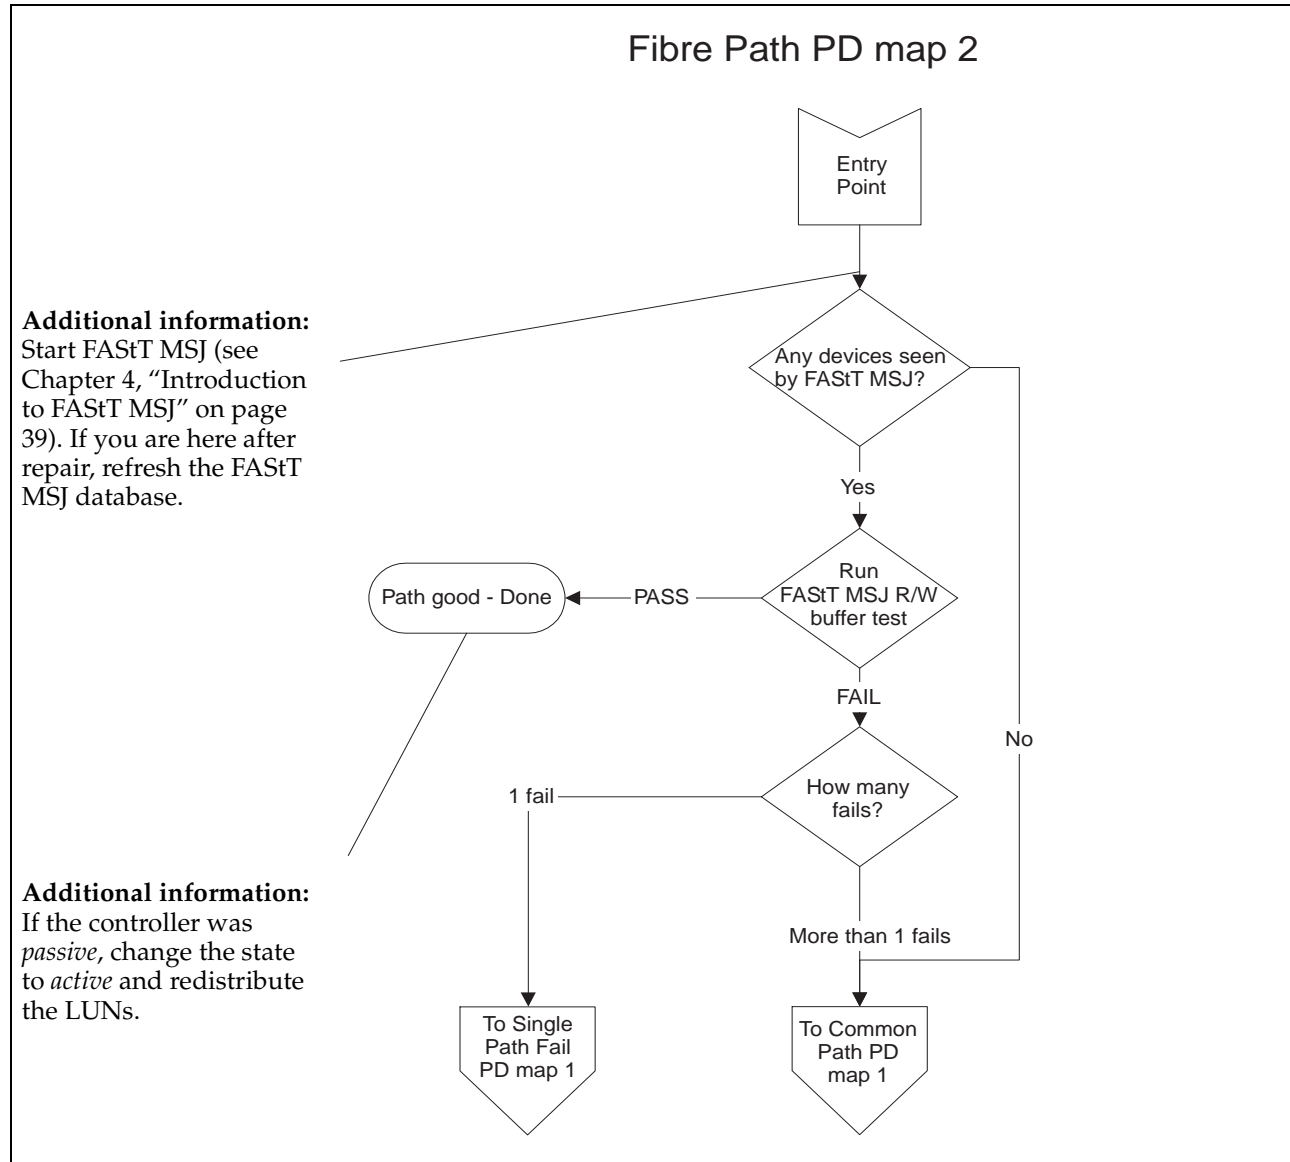 Fibre Path PD map 2
Entry
Point
Additional information:
Start FAStT MSJ (see
Chapter 4, “Introduction
to FAStT MSJ” on page
39). If you are here after
repair, refresh the FAStT
MSJ database.
Any devices seen
by FAStT MSJ?
Yes
Run
FAStT MSJ R/W
buffer test
PASS
Path good - Done
FAIL
No
How many
fails?
1 fail
More than 1 fails
Additional information:
If the controller was
passive, change the state
to active and redistribute
the LUNs.
To Single
Path Fail
PD map 1
To Common
Path PD
map 1